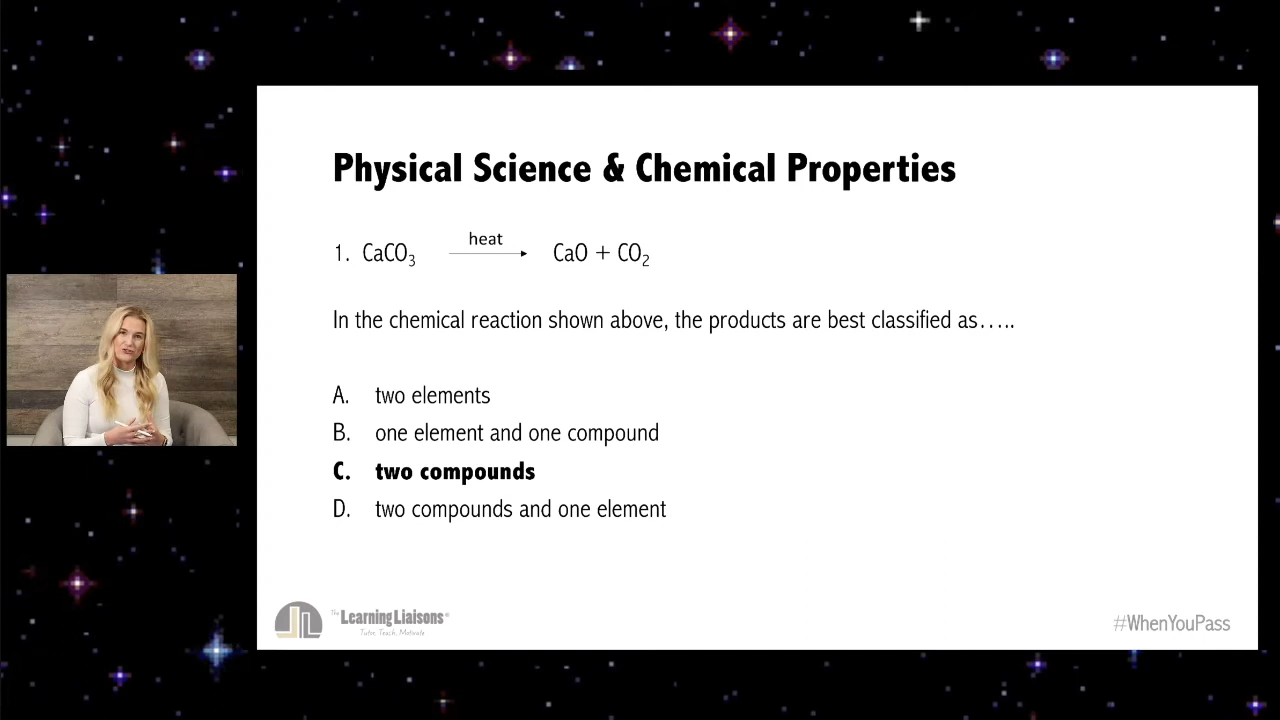 Physical Science & Chemical Properties
heat
1. CaCO₃ → CaO + CO₂
In the chemical reaction shown above, the products are best classified as…..
A. two elements
B. one element and one compound
C. two compounds
D. two compounds and one element
The Learning Liaisons®
Tutor, Teach, Motivate
#WhenYouPass